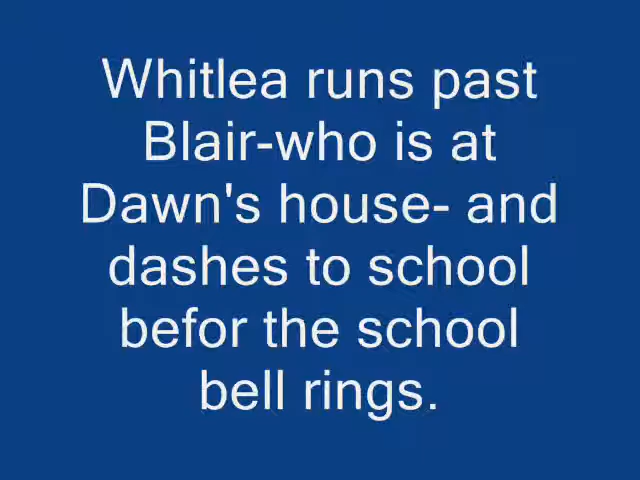 Whitlea runs past
Blair-who is at
Dawn's house- and
dashes to school
befor the school
bell rings.